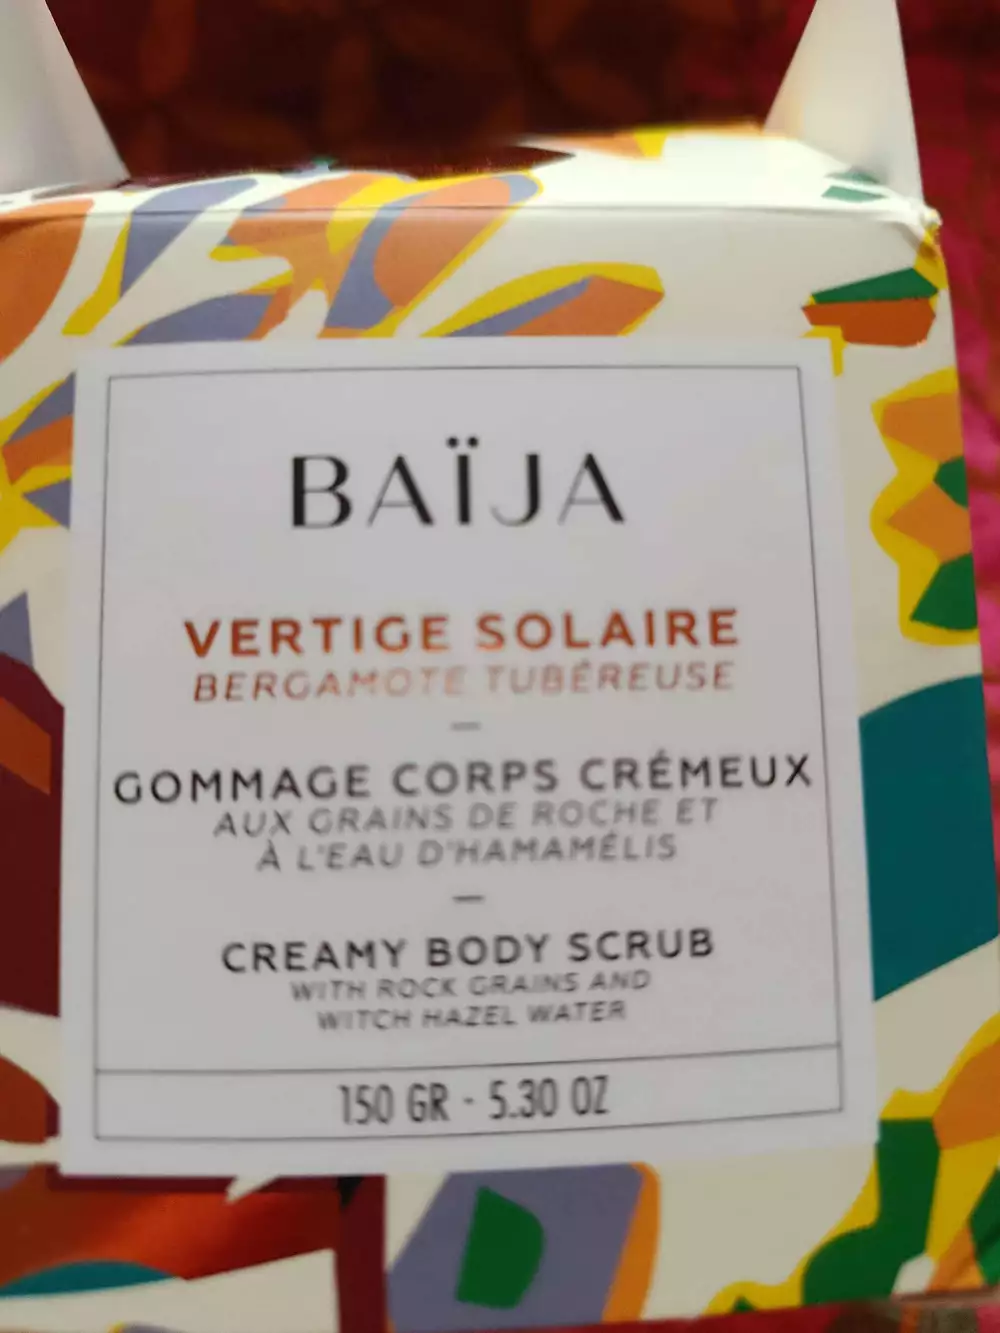 BAÏJA
VERTIGE SOLAIRE
BERGAMOTE TUBÉREUSE
—
GOMMAGE CORPS CRÉMEUX
AUX GRAINS DE ROCHE ET
À L'EAU D'HAMAMÉLIS
—
CREAMY BODY SCRUB
WITH ROCK GRAINS AND
WITCH HAZEL WATER
150 GR - 5.30 OZ